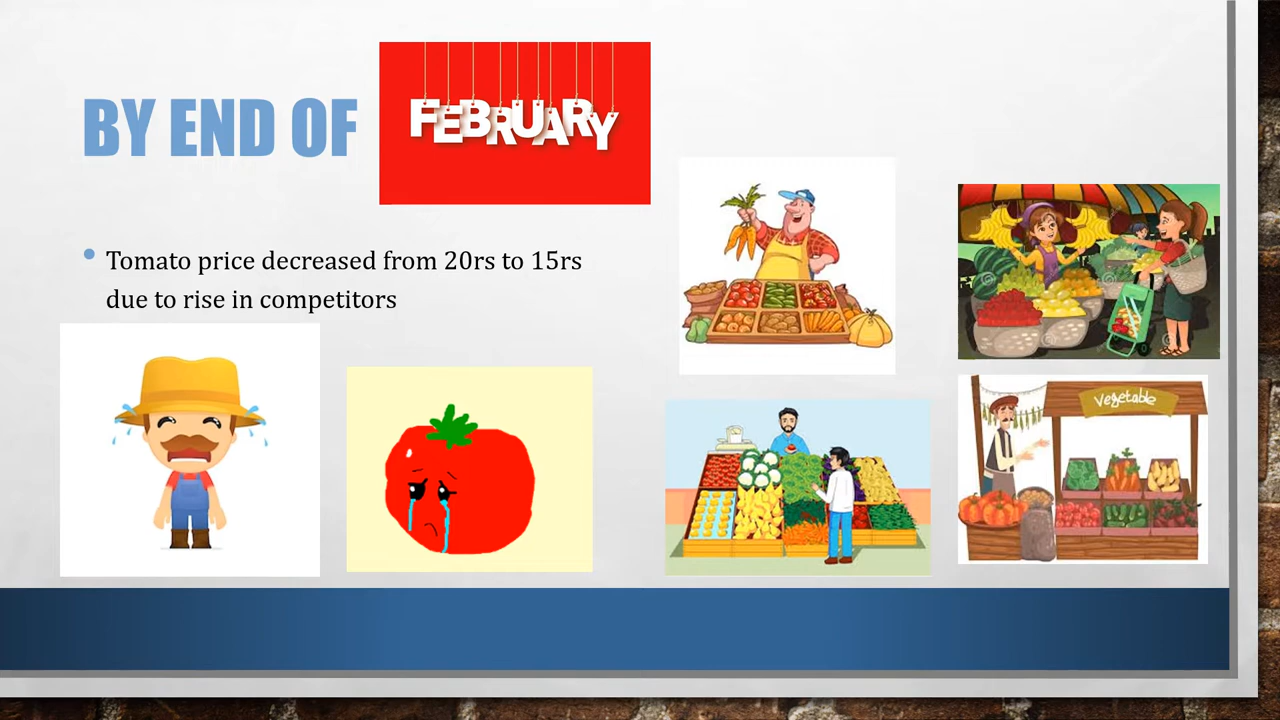 BY END OF
FEBRUARY
Tomato price decreased from 20rs to 15rs
due to rise in competitors
Vegetable